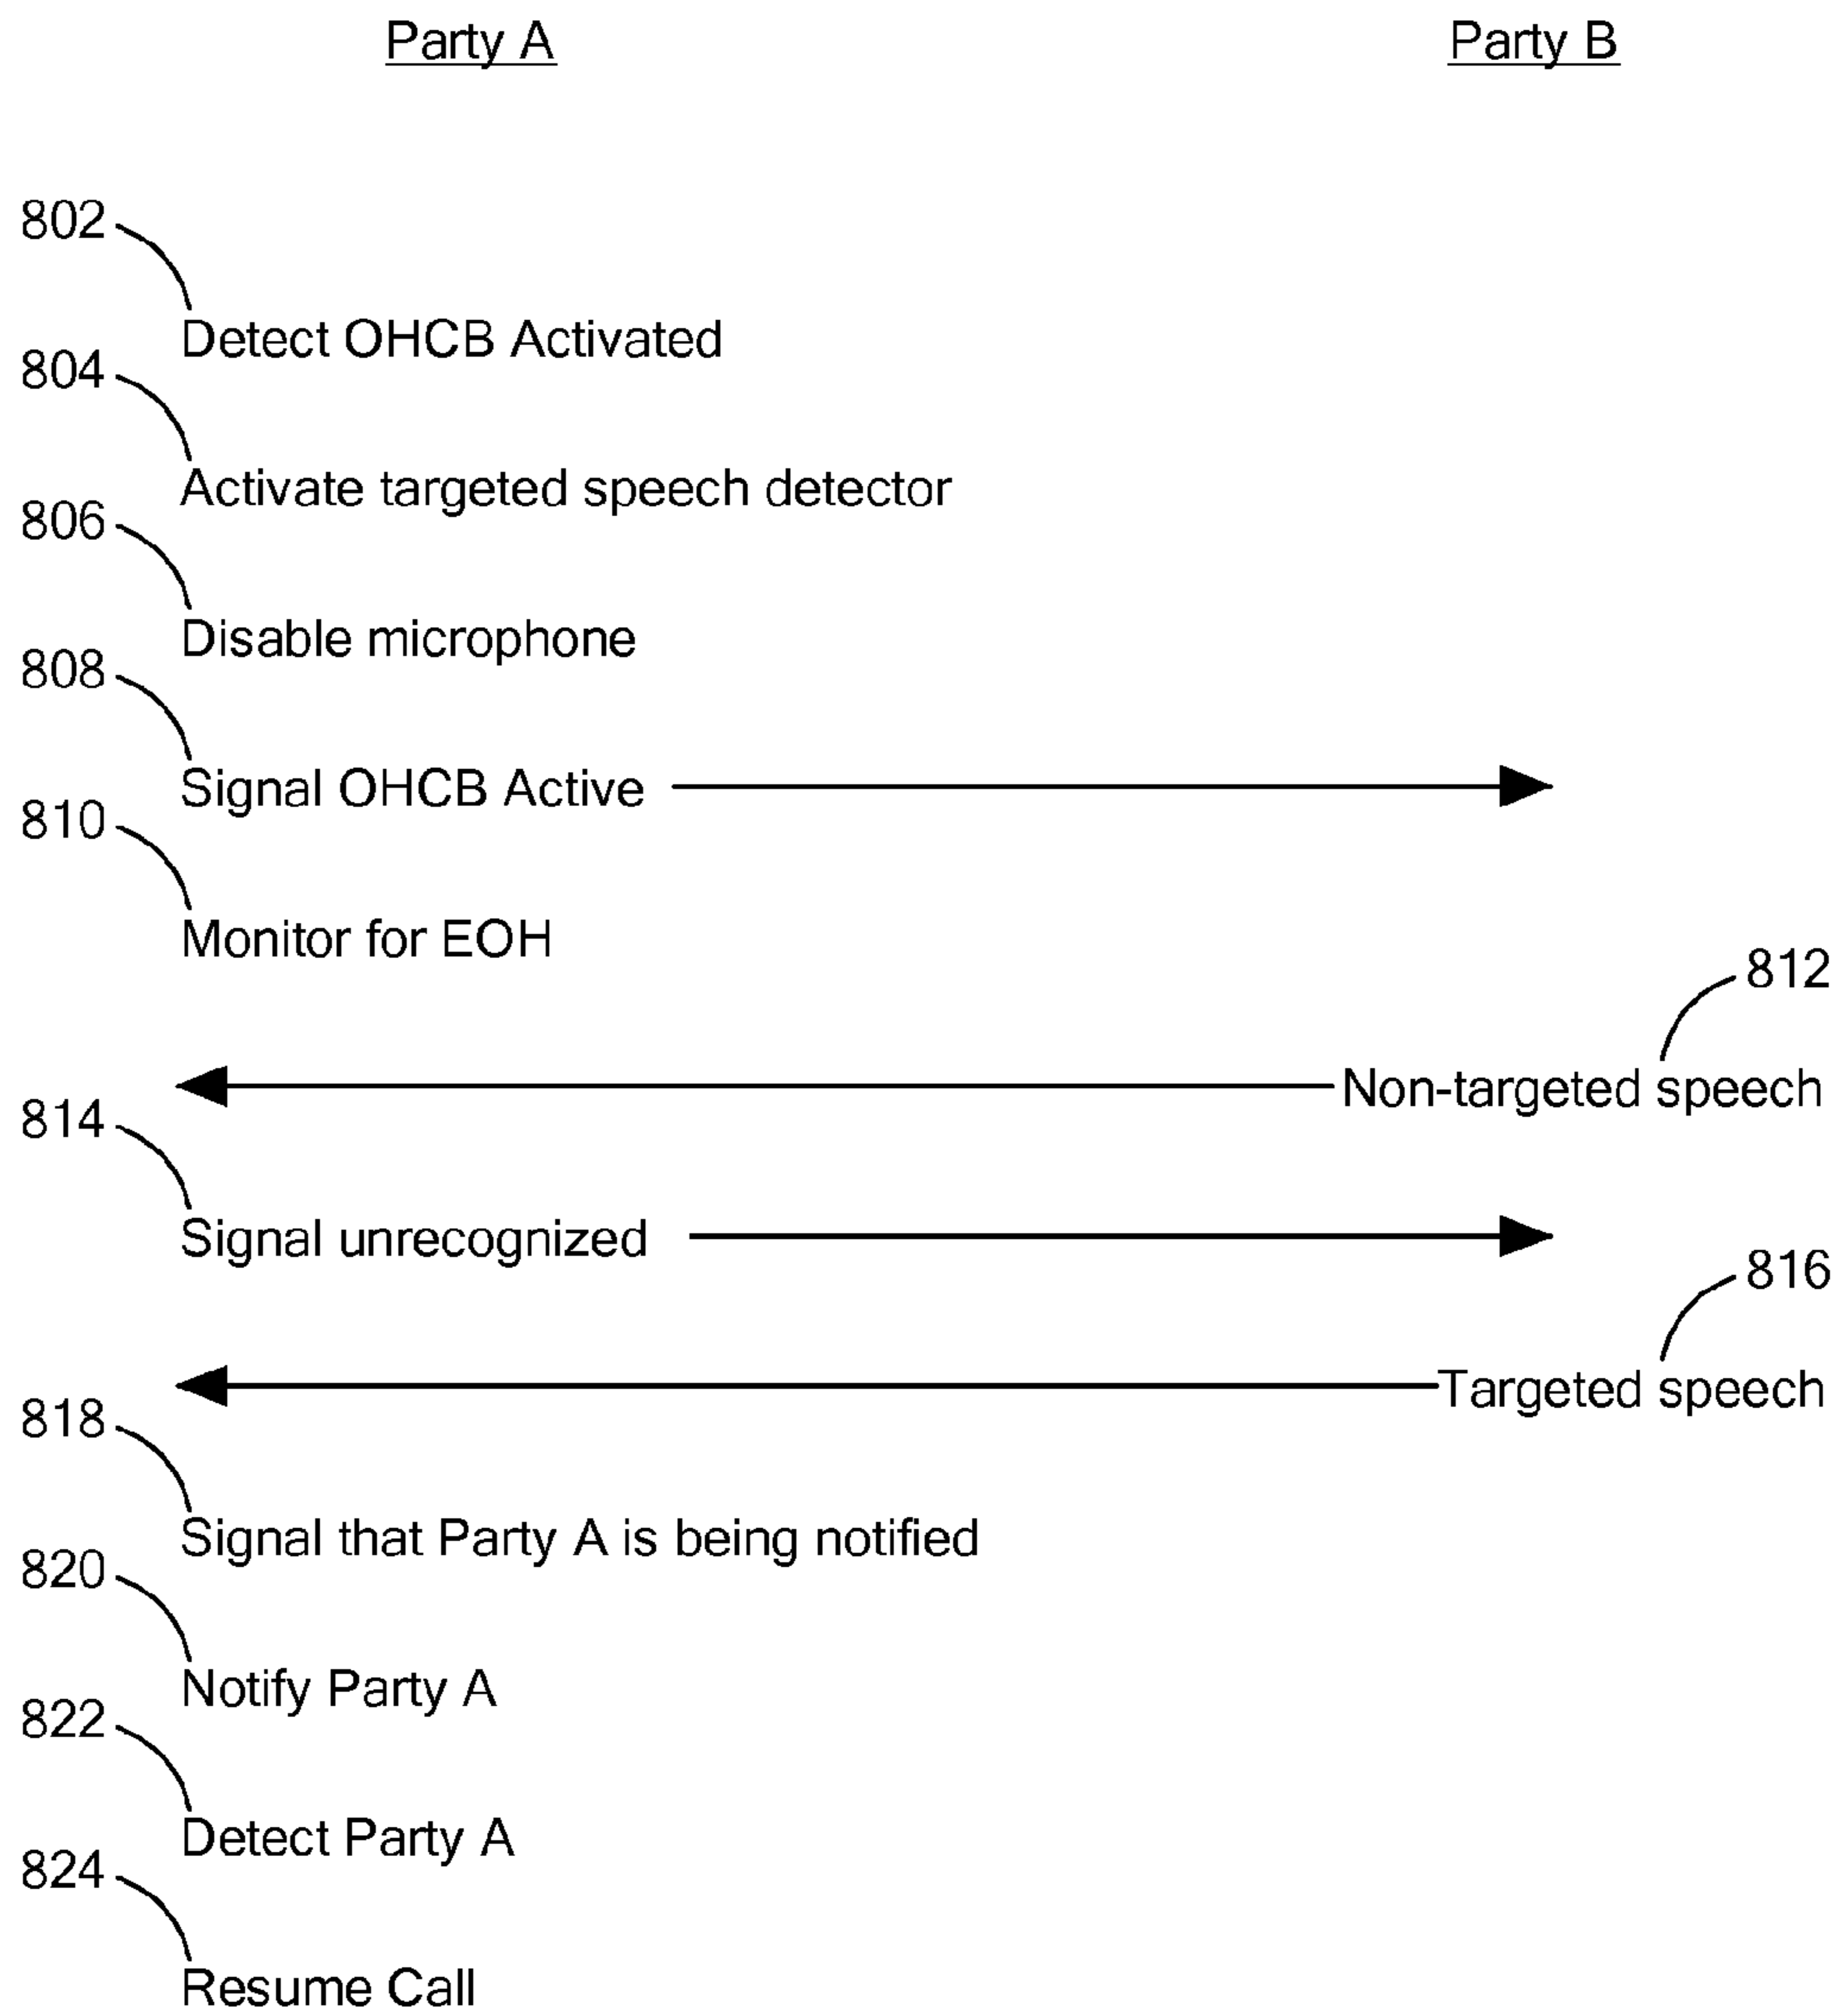 Party A
Party B
802
Detect OHCB Activated
804
Activate targeted speech detector
806
Disable microphone
808
Signal OHCB Active
810
Monitor for EOH
812
Non-targeted speech
814
Signal unrecognized
816
Targeted speech
818
Signal that Party A is being notified
820
Notify Party A
822
Detect Party A
824
Resume Call